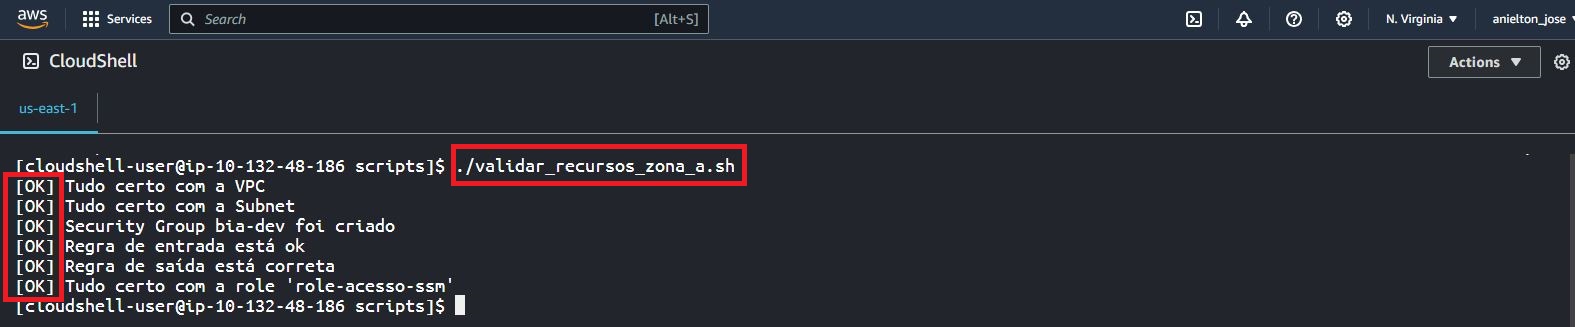 aws
Services
Search
[Alt+S]
N. Virginia
anielton_jose
CloudShell
Actions
us-east-1
[cloudshell-user@ip-10-132-48-186 scripts]$ ./validar_recursos_zona_a.sh
[OK] Tudo certo com a VPC
[OK] Tudo certo com a Subnet
[OK] Security Group bia-dev foi criado
[OK] Regra de entrada está ok
[OK] Regra de saída está correta
[OK] Tudo certo com a role 'role-acesso-ssm'
[cloudshell-user@ip-10-132-48-186 scripts]$